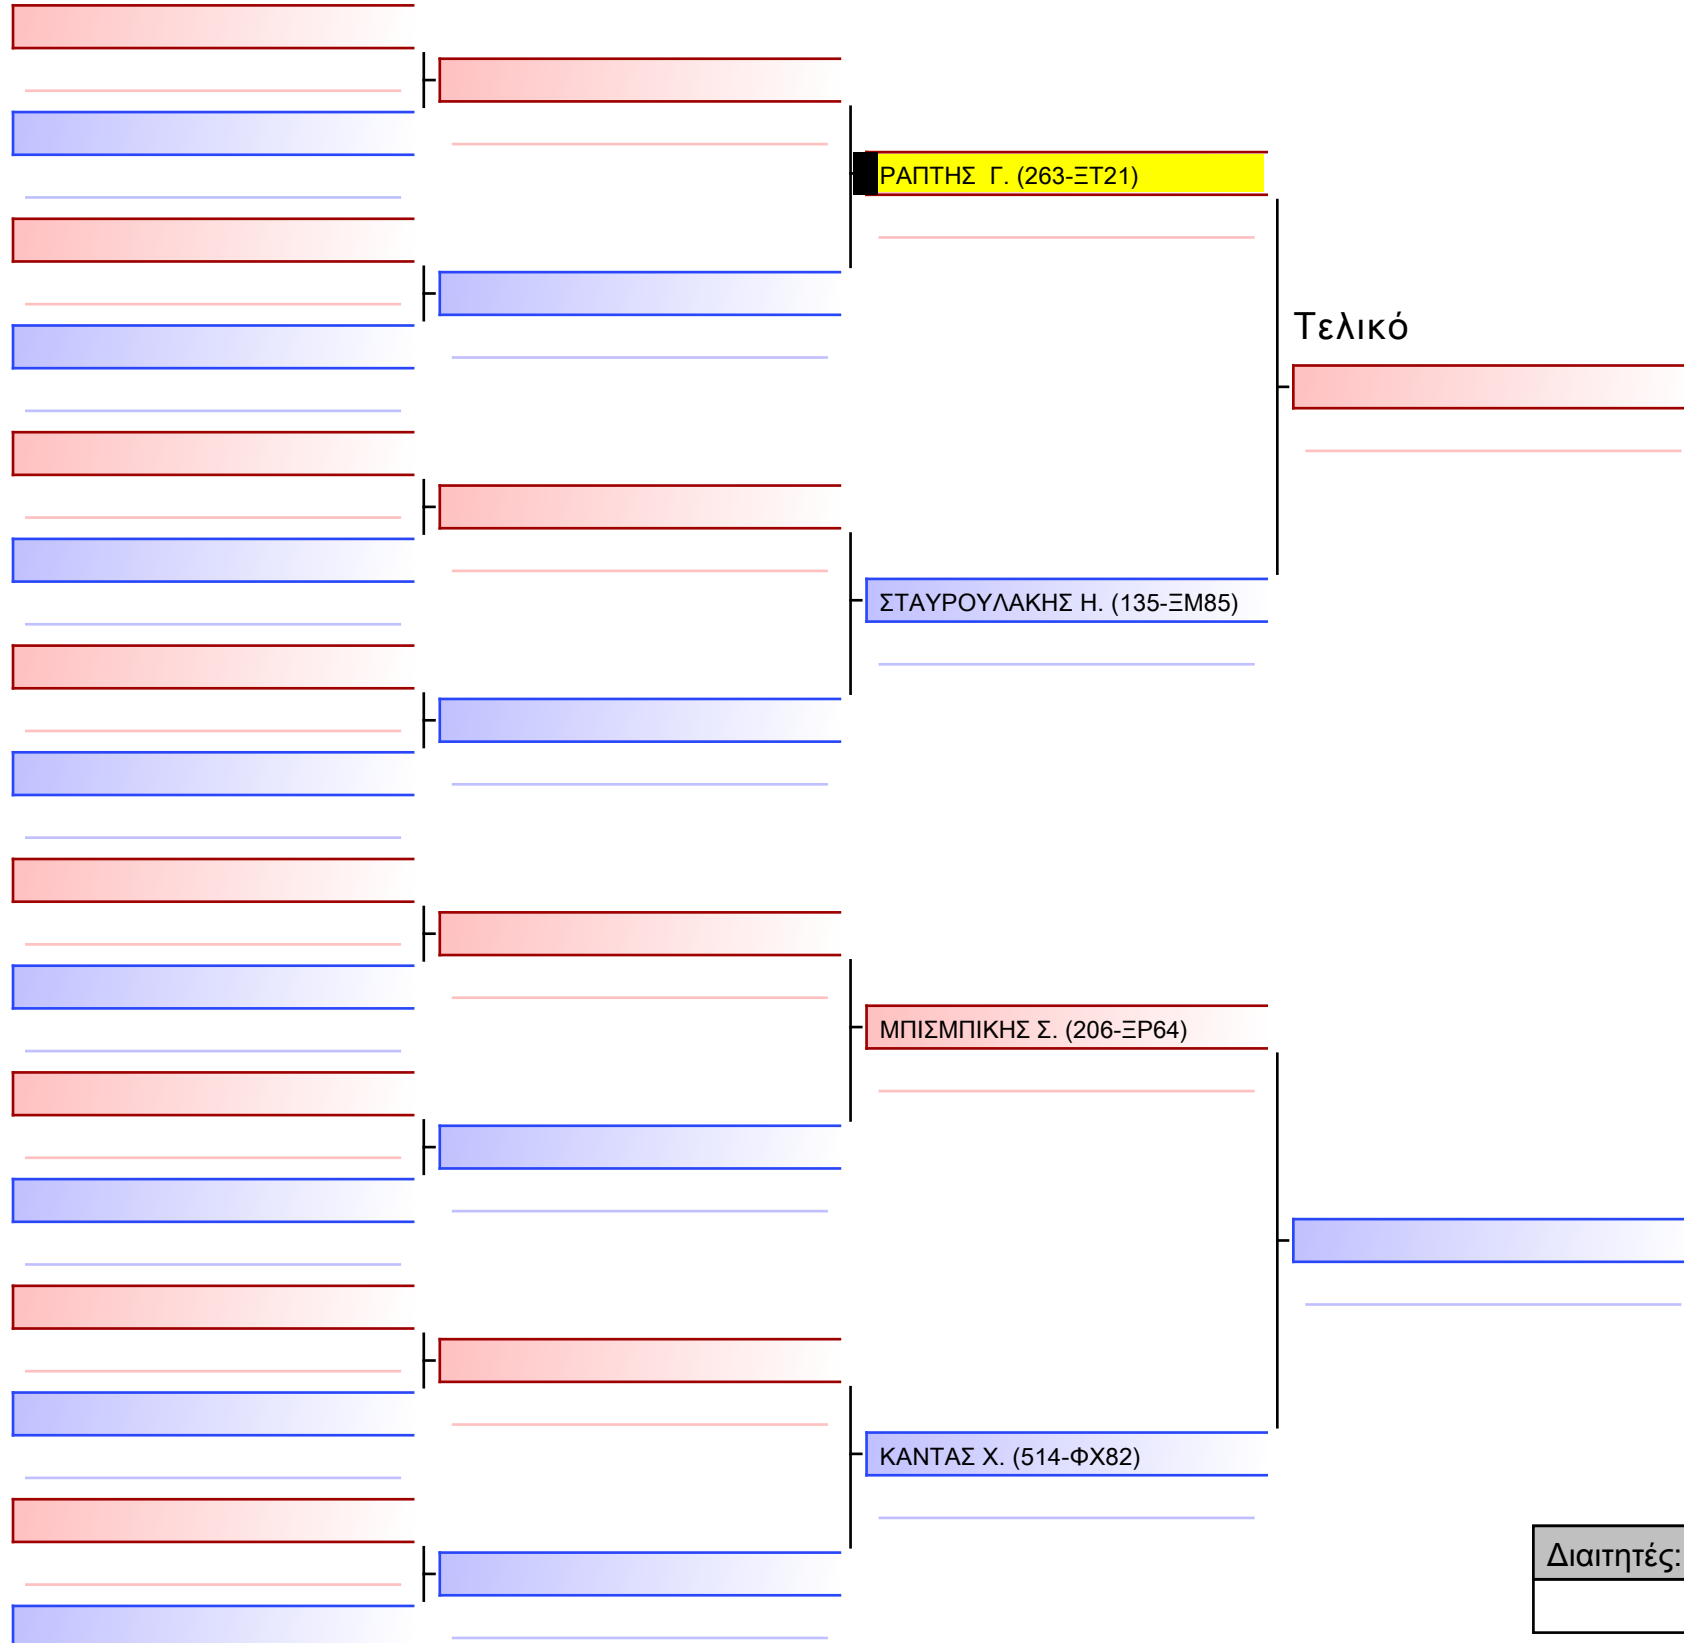 ΡΑΠΤΗΣ  Γ. (263-ΞΤ21)
Τελικό
ΣΤΑΥΡΟΥΛΑΚΗΣ Η. (135-ΞΜ85)
ΜΠΙΣΜΠΙΚΗΣ Σ. (206-ΞΡ64)
ΚΑΝΤΑΣ Χ. (514-ΦΧ82)
Διαιτητές: